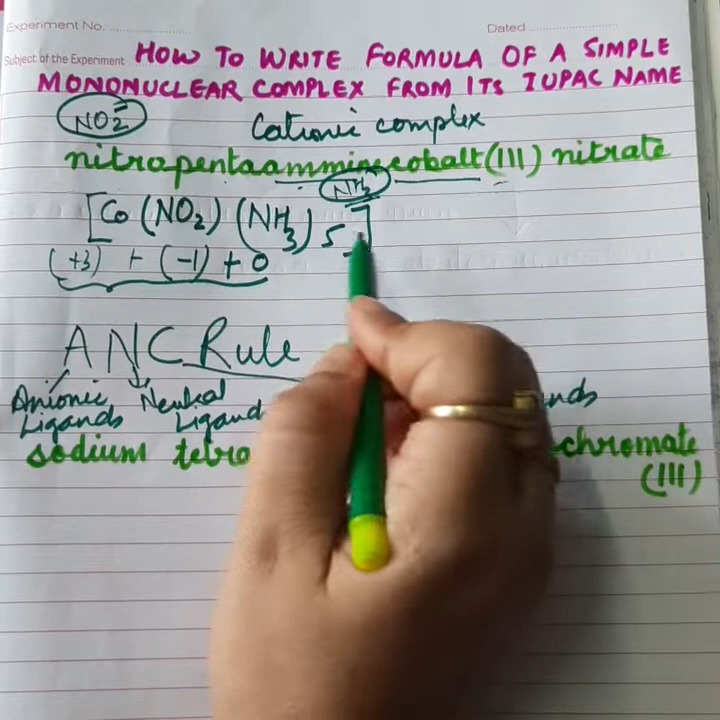 Experiment No. Dated
Subject of the Experiment HOW TO WRITE FORMULA OF A SIMPLE
MONONUCLEAR COMPLEX FROM ITS IUPAC NAME
NO2⁻ Cationic complex
nitropentaamminecobalt(III) nitrate
NH3
[Co (NO2) (NH3)5]
(+3) + (-1) + 0
ANC Rule
Anionic Neutral
Ligands Ligand
sodium chromate
(III)